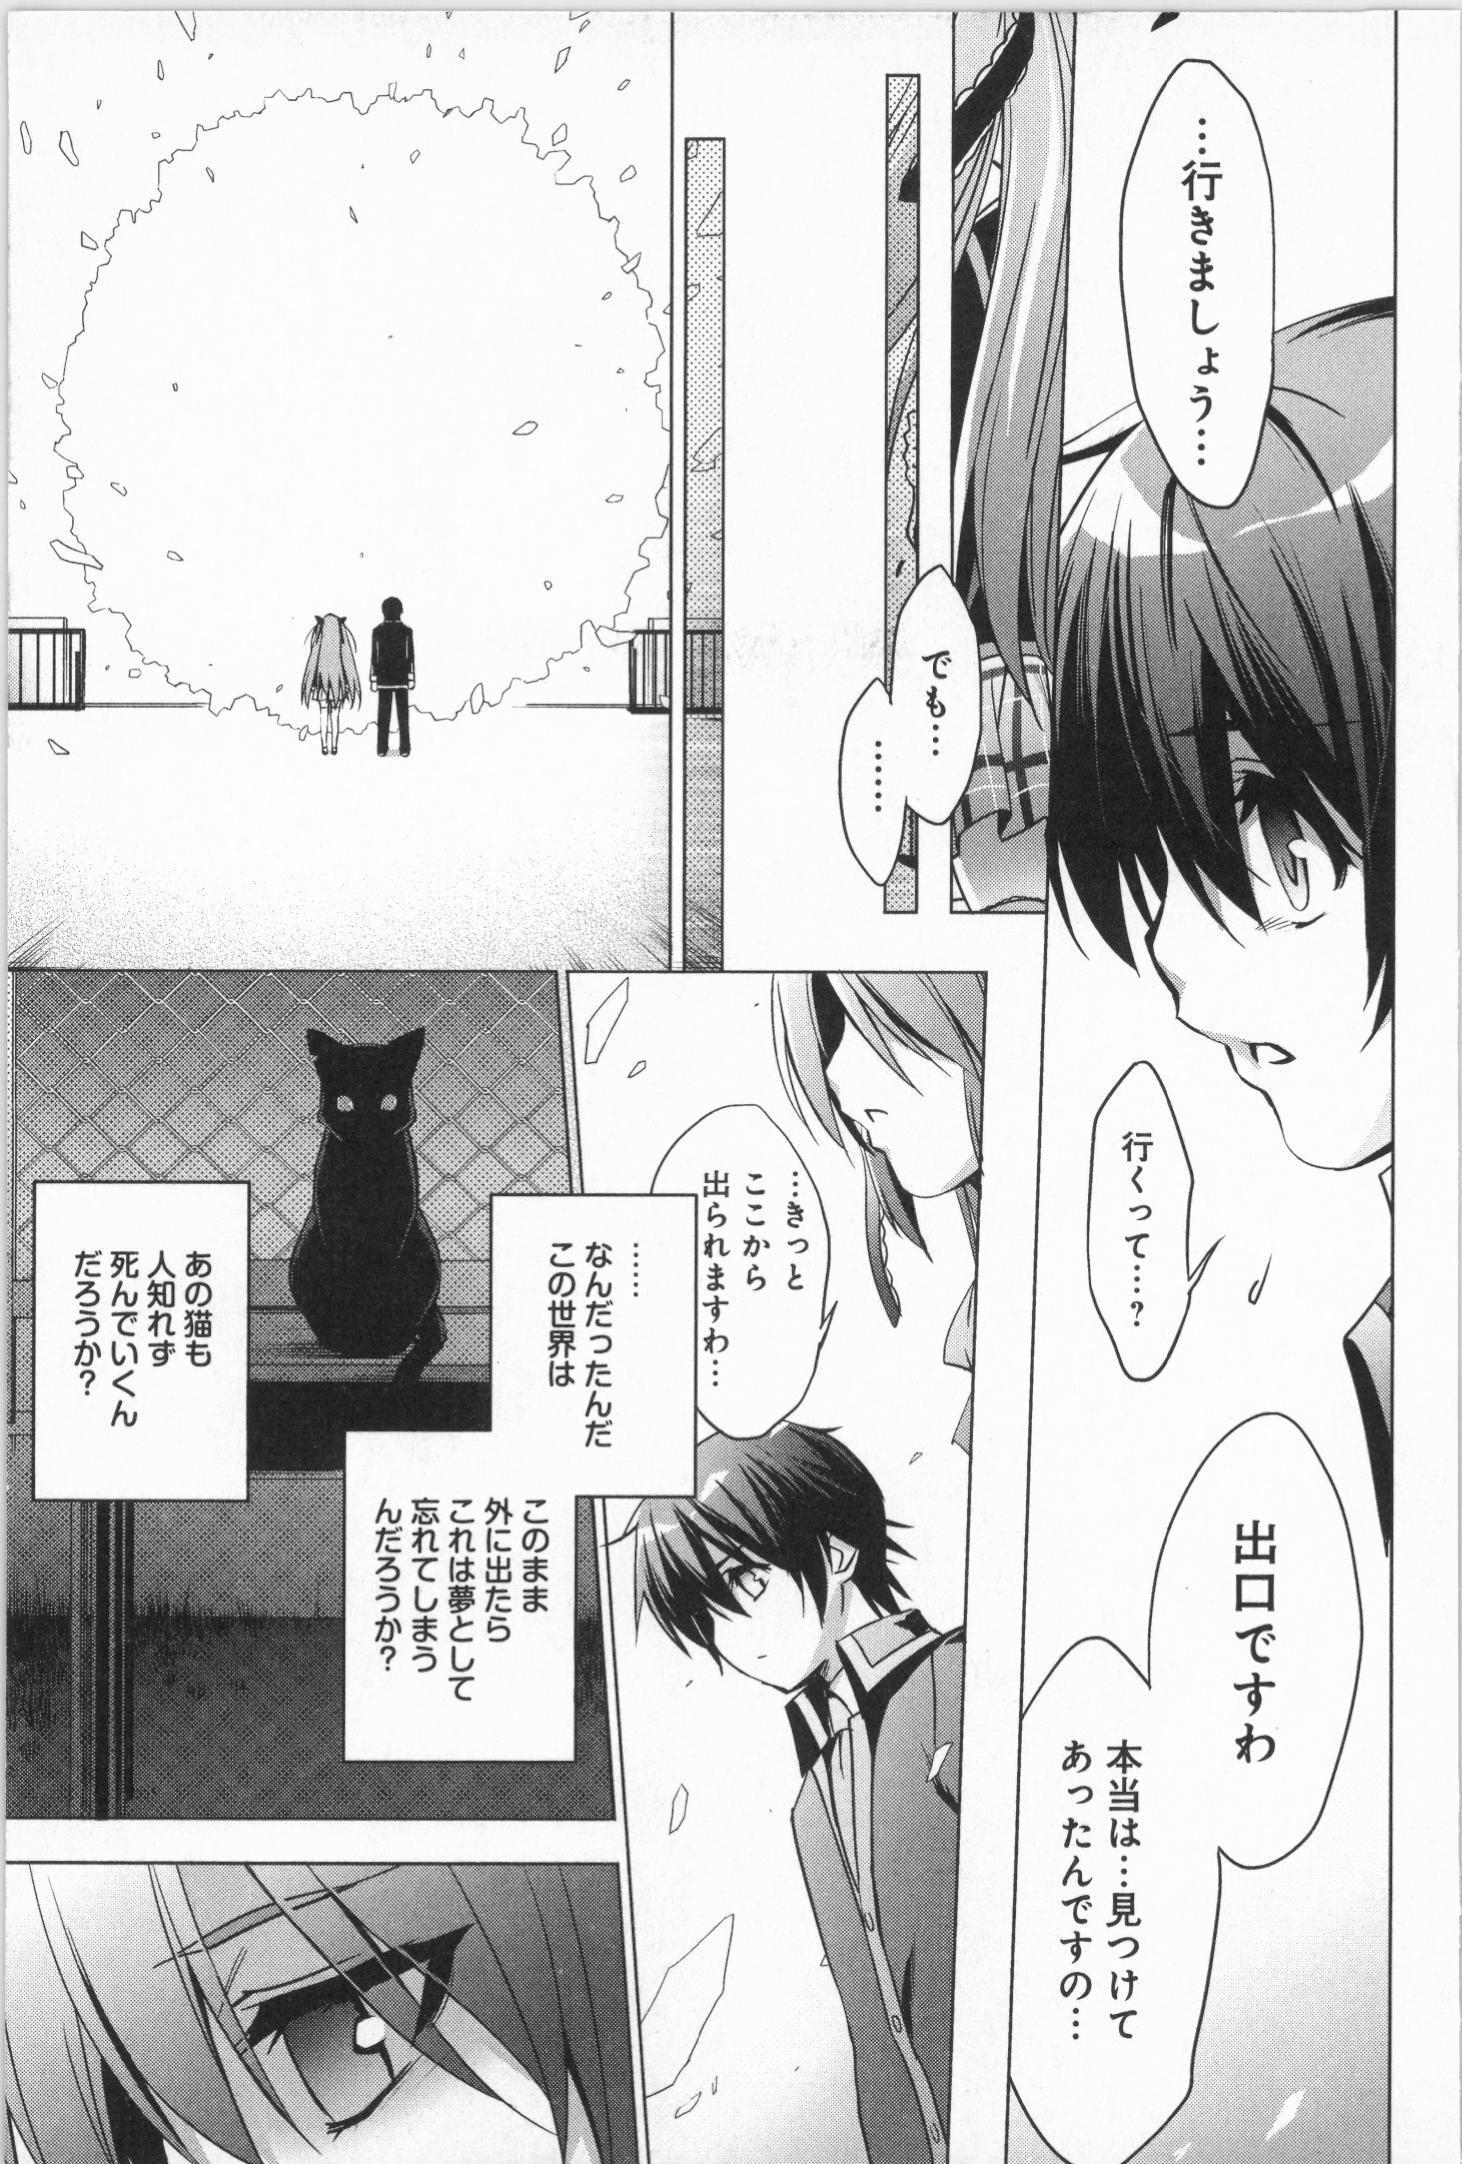 …行きましょう…
行くって…？
出口ですわ
本当は…見つけて
あったんですの…
でも…
……
…きっと
ここから
出られますわ…
……
なんだったんだ
この世界は
このまま
外に出たら
これは夢として
忘れてしまう
んだろうか？
あの猫も
人知れず
死んでいくん
だろうか？